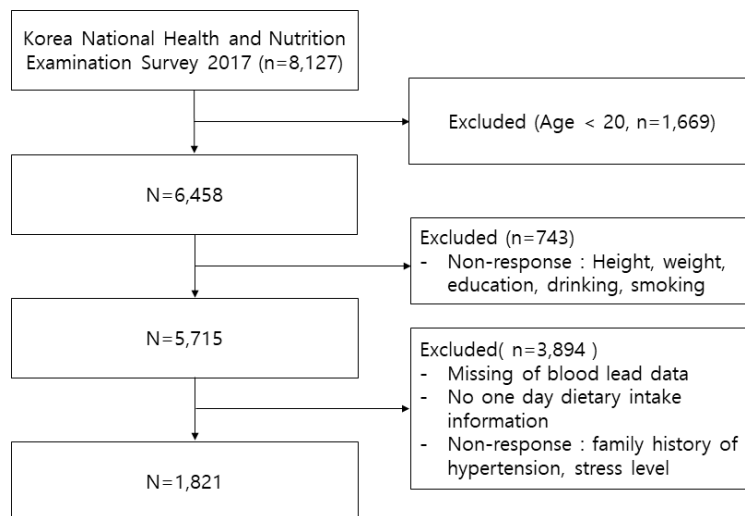 Korea National Health and Nutrition
Examination Survey 2017 (n=8,127)
Excluded (Age < 20, n=1,669)
N=6,458
Excluded (n=743)
- Non-response : Height, weight,
education, drinking, smoking
N=5,715
Excluded( n=3,894 )
- Missing of blood lead data
- No one day dietary intake
information
- Non-response : family history of
hypertension, stress level
N=1,821